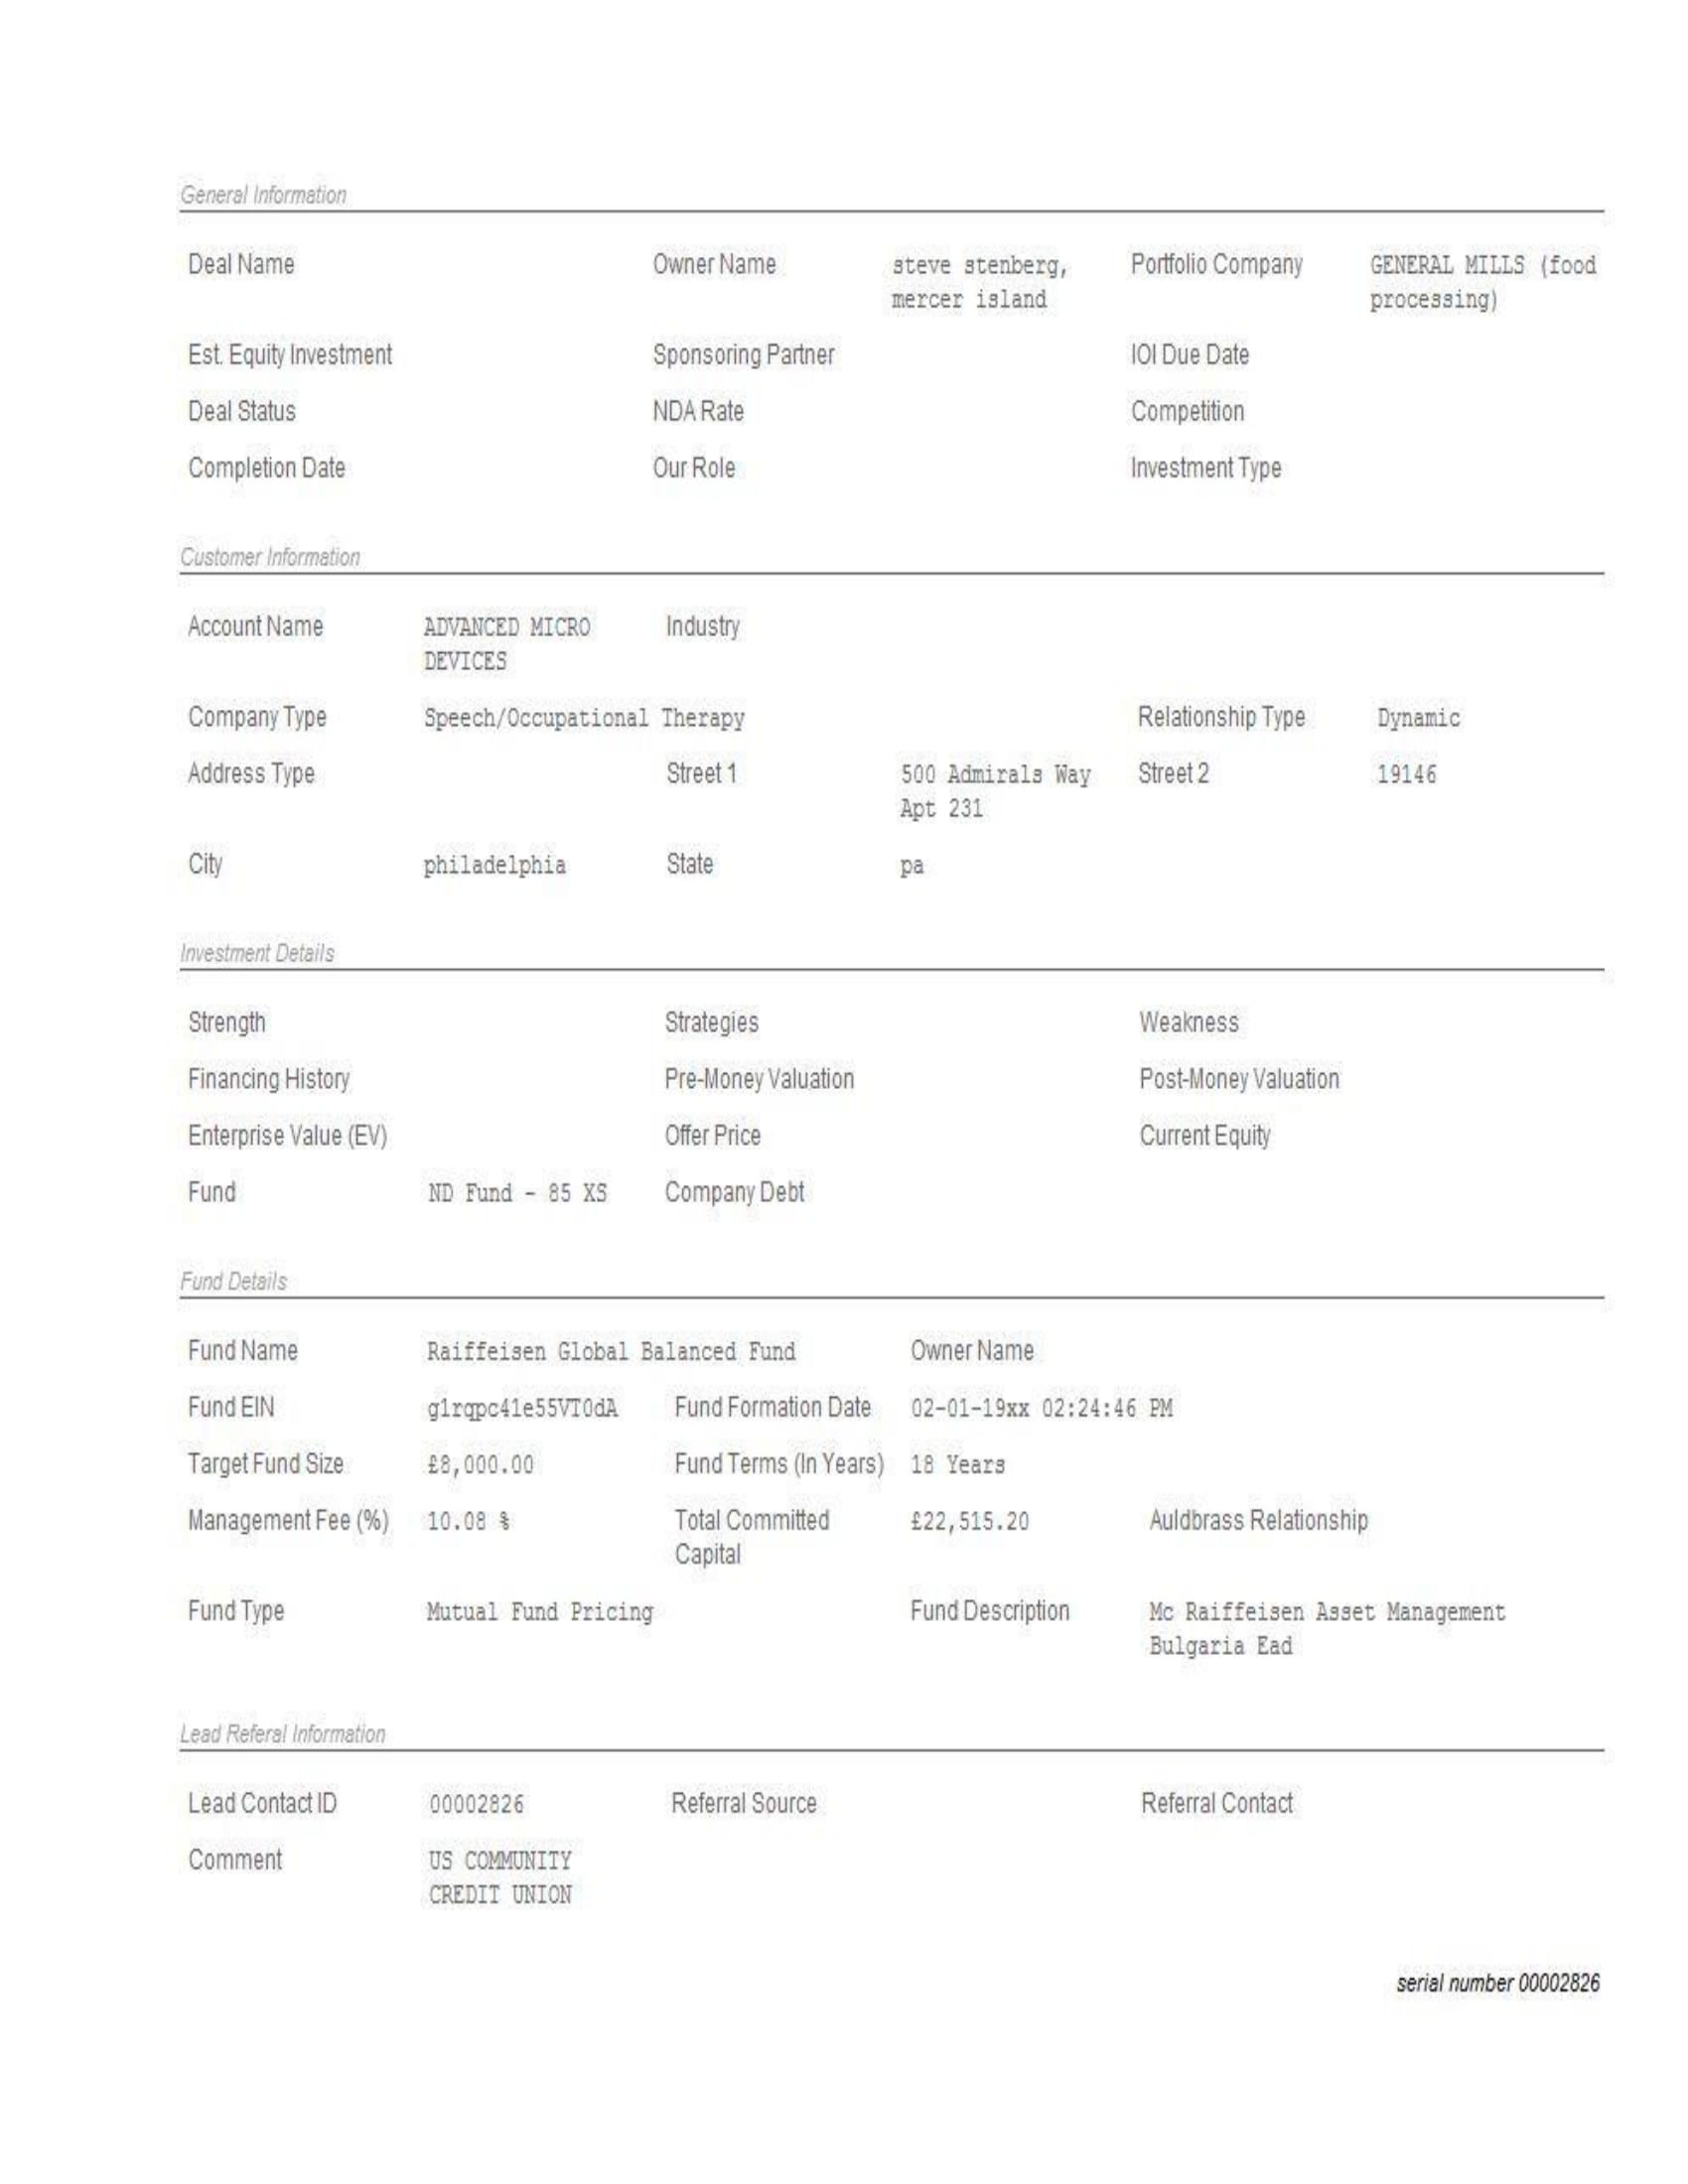 General Information
Deal Name Owner Name steve stenberg, Portfolio Company GENERAL MILLS (food
mercer island processing)
Est. Equity Investment Sponsoring Partner IOI Due Date
Deal Status NDA Rate Competition
Completion Date Our Role Investment Type
Customer Information
Account Name ADVANCED MICRO Industry
DEVICES
Company Type Speech/Occupational Therapy Relationship Type Dynamic
Address Type Street 1 500 Admirals Way Street 2 19146
Apt 231
City philadelphia State pa
Investment Details
Strength Strategies Weakness
Financing History Pre-Money Valuation Post-Money Valuation
Enterprise Value (EV) Offer Price Current Equity
Fund ND Fund - 85 XS Company Debt
Fund Details
Fund Name Raiffeisen Global Balanced Fund Owner Name
Fund EIN g1rqpc41e55VT0dA Fund Formation Date 02-01-19xx 02:24:46 PM
Target Fund Size £8,000.00 Fund Terms (In Years) 18 Years
Management Fee (%) 10.08 % Total Committed £22,515.20 Auldbrass Relationship
Capital
Fund Type Mutual Fund Pricing Fund Description Mc Raiffeisen Asset Management
Bulgaria Ead
Lead Referal Information
Lead Contact ID 00002826 Referral Source Referral Contact
Comment US COMMUNITY
CREDIT UNION
serial number 00002826